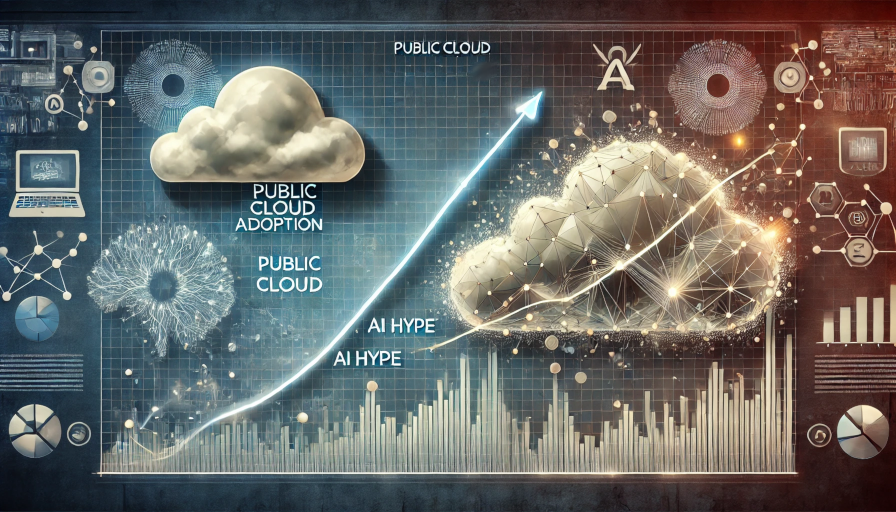 PUBLIC CLOUD
A
PUBLIC
CLOUD
ADOPTION
PUBLIC
CLOUD
AI HYPE
AI HYPE